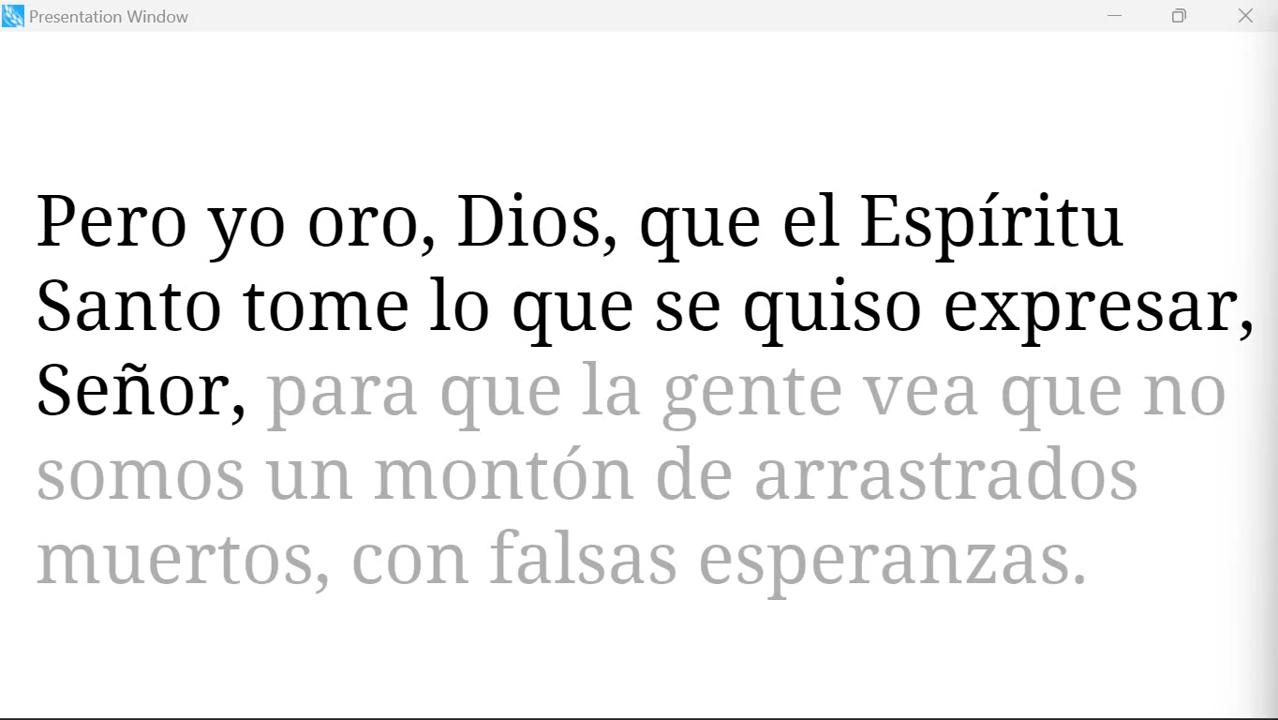 Presentation Window
Pero yo oro, Dios, que el Espíritu
Santo tome lo que se quiso expresar,
Señor, para que la gente vea que no
somos un montón de arrastrados
muertos, con falsas esperanzas.